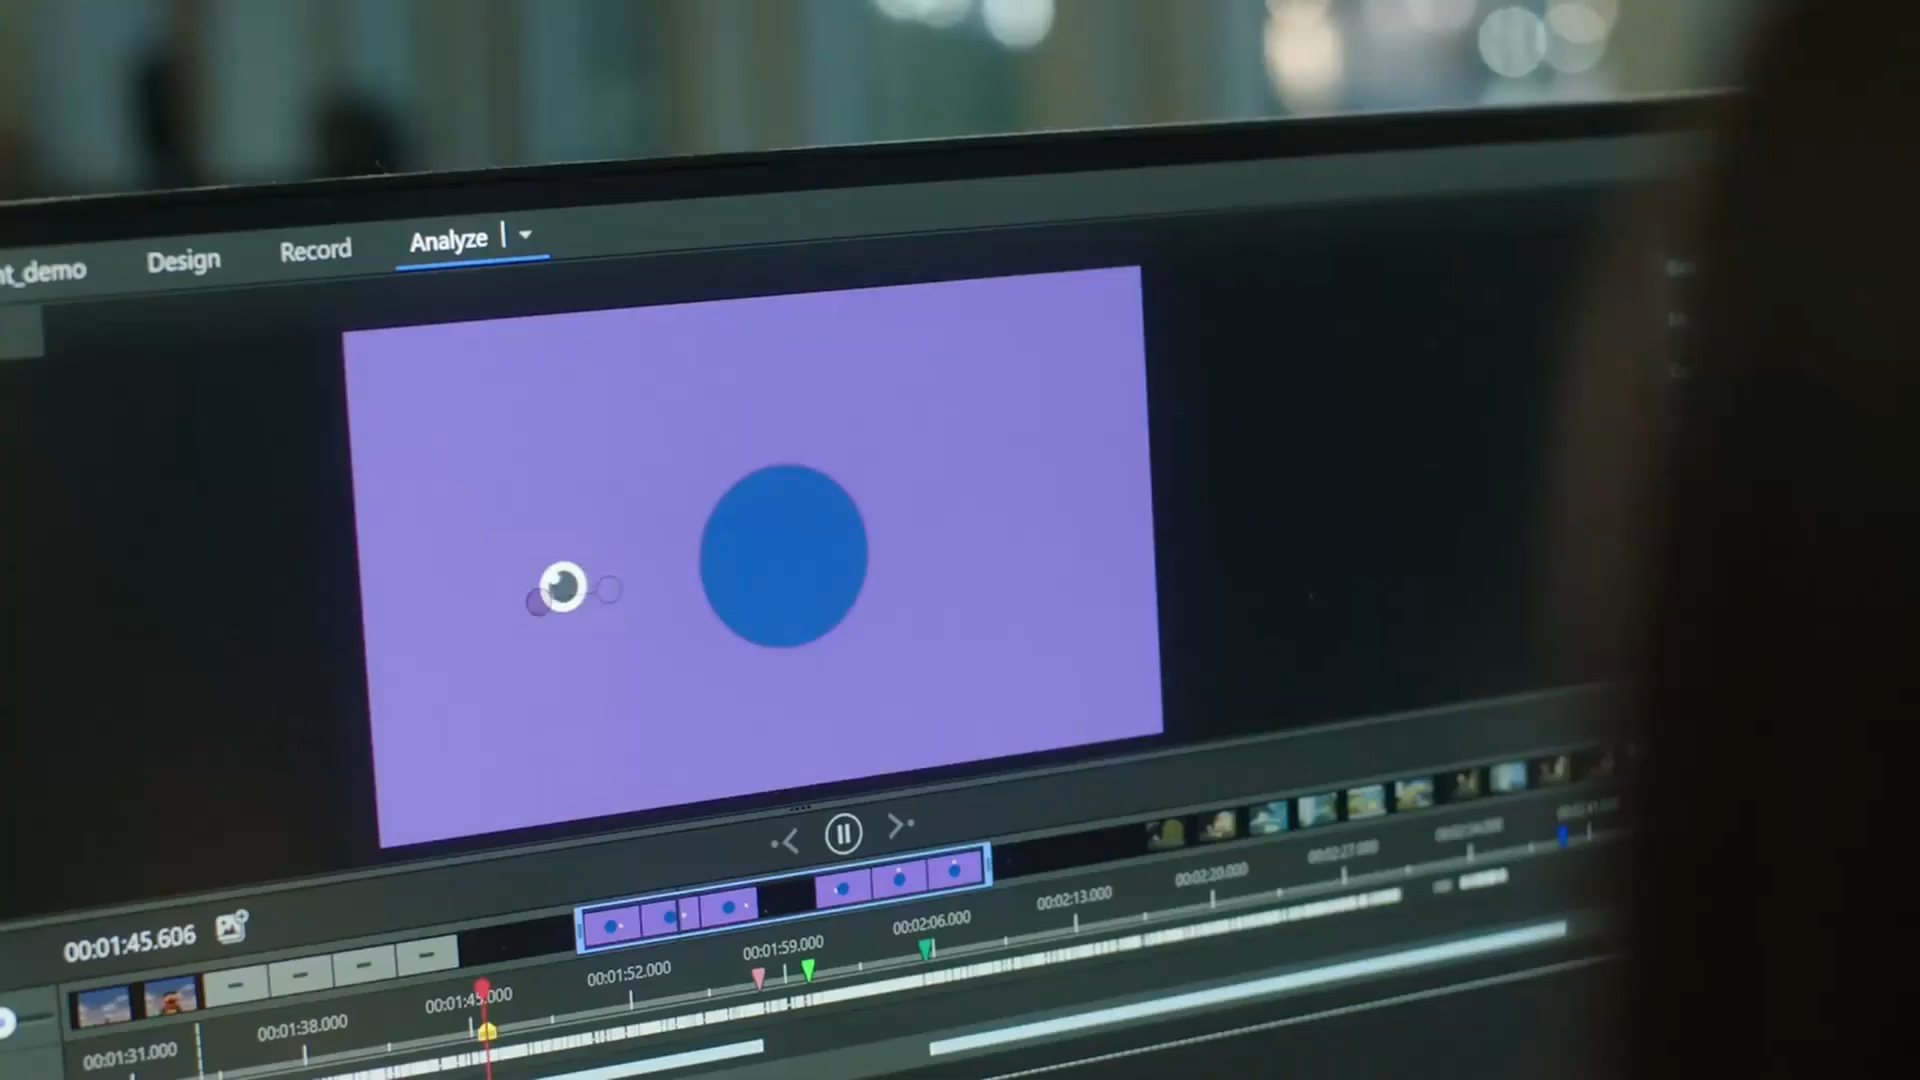 nt_demo
Design
Record
Analyze
00:01:45.606
00:01:31.000
00:01:38.000
00:01:45.000
00:01:52.000
00:01:59.000
00:02:06.000
00:02:13.000
00:02:20.000
00:02:27.000